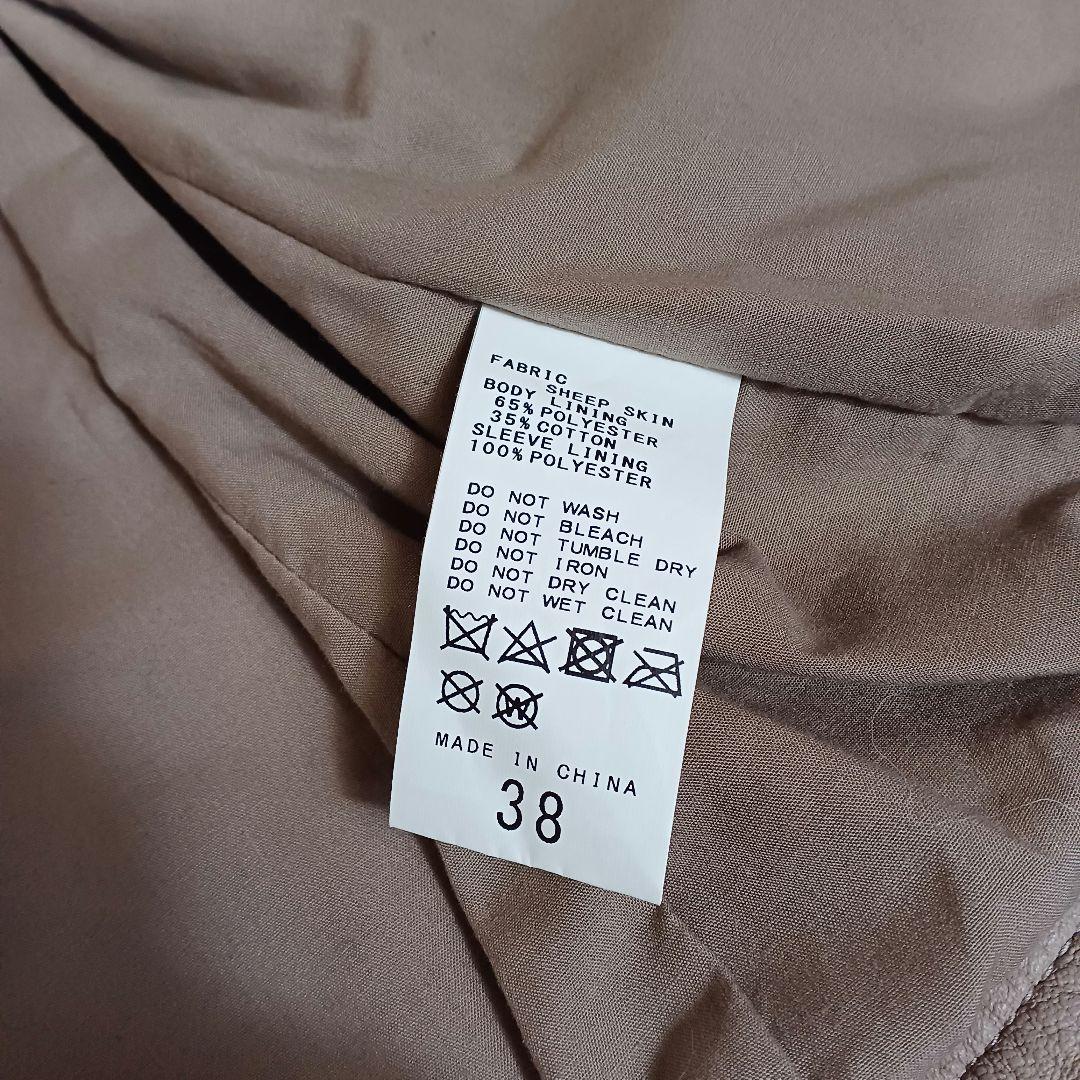 FABRIC
SHEEP SKIN
BODY LINING
65%POLYESTER
35%COTTON
SLEEVE LINING
100%POLYESTER
DO NOT WASH
DO NOT BLEACH
DO NOT TUMBLE DRY
DO NOT IRON
DO NOT DRY CLEAN
DO NOT WET CLEAN
W
MADE IN CHINA
38